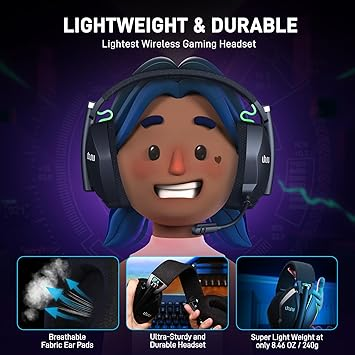 LIGHTWEIGHT & DURABLE
Lightest Wireless Gaming Headset
Breathable
Fabric Ear Pads
Ultra-Sturdy and
Durable Headset
Super Light Weight at
only 8.46 OZ / 240g